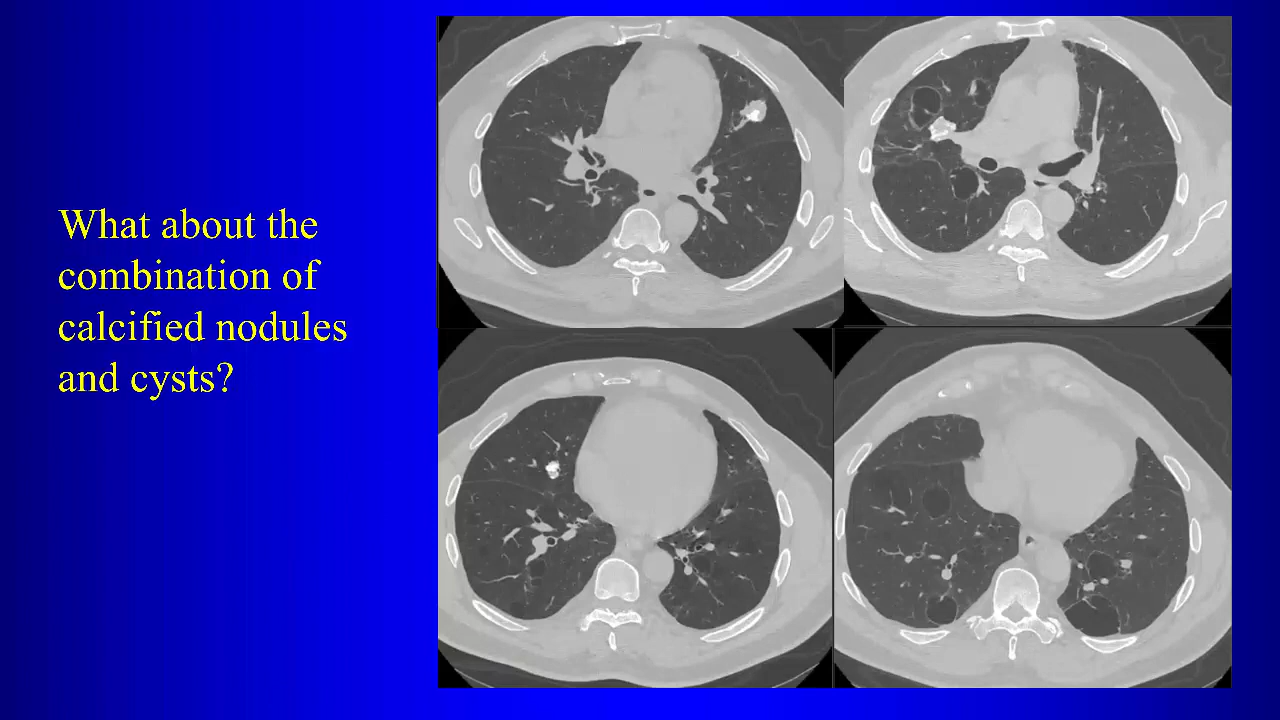 What about the
combination of
calcified nodules
and cysts?